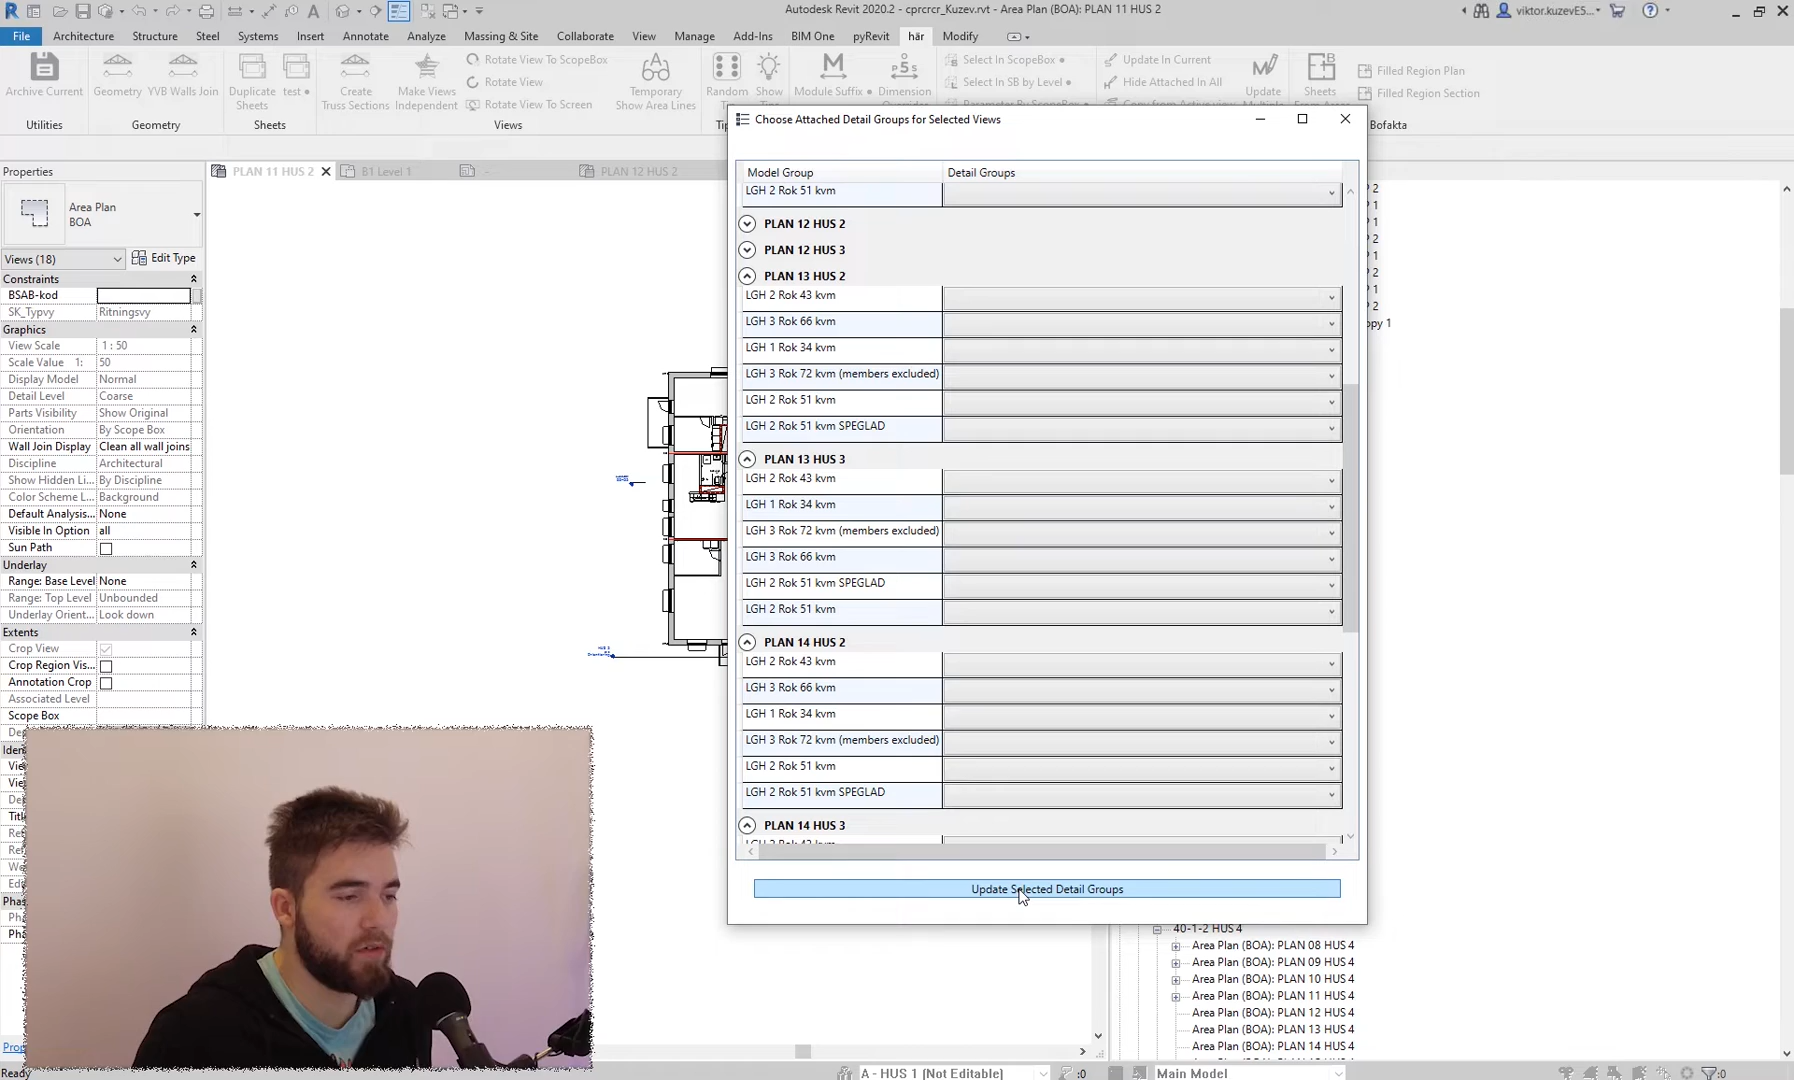 Autodesk Revit 2020.2 - cprcrcr_Kuzev.rvt - Area Plan (BOA): PLAN 11 HUS 2
viktor.kuzevE5...
File Architecture Structure Steel Systems Insert Annotate Analyze Massing & Site Collaborate View Manage Add-Ins BIM One pyRevit här Modify
Archive Current
Utilities
Geometry
YVB Walls Join
Geometry
Duplicate Sheets
test
Sheets
Create Truss Sections
Make Views Independent
Rotate View To ScopeBox
Rotate View
Rotate View To Screen
Temporary Show Area Lines
Views
Random
Show
Module Suffix
Dimension
Select In ScopeBox
Select In SB by Level
Update In Current
Hide Attached In All
Copy from Active view
Update
Sheets
Filled Region Plan
Filled Region Section
Bofakta
Properties
PLAN 11 HUS 2
B1 Level 1
-
PLAN 12 HUS 2
Area Plan
BOA
Views (18)
Edit Type
Constraints
BSAB-kod
SK_Typvy Ritningsvy
Graphics
View Scale 1 : 50
Scale Value 1: 50
Display Model Normal
Detail Level Coarse
Parts Visibility Show Original
Orientation By Scope Box
Wall Join Display Clean all wall joins
Discipline Architectural
Show Hidden Li... By Discipline
Color Scheme L... Background
Default Analysis... None
Visible In Option all
Sun Path
Underlay
Range: Base Level None
Range: Top Level Unbounded
Underlay Orient... Look down
Extents
Crop View
Crop Region Vis...
Annotation Crop
Associated Level
Scope Box
Choose Attached Detail Groups for Selected Views
Model Group Detail Groups
LGH 2 Rok 51 kvm
PLAN 12 HUS 2
PLAN 12 HUS 3
PLAN 13 HUS 2
LGH 2 Rok 43 kvm
LGH 3 Rok 66 kvm
LGH 1 Rok 34 kvm
LGH 3 Rok 72 kvm (members excluded)
LGH 2 Rok 51 kvm
LGH 2 Rok 51 kvm SPEGLAD
PLAN 13 HUS 3
LGH 2 Rok 43 kvm
LGH 1 Rok 34 kvm
LGH 3 Rok 72 kvm (members excluded)
LGH 3 Rok 66 kvm
LGH 2 Rok 51 kvm SPEGLAD
LGH 2 Rok 51 kvm
PLAN 14 HUS 2
LGH 2 Rok 43 kvm
LGH 3 Rok 66 kvm
LGH 1 Rok 34 kvm
LGH 3 Rok 72 kvm (members excluded)
LGH 2 Rok 51 kvm
LGH 2 Rok 51 kvm SPEGLAD
PLAN 14 HUS 3
Update Selected Detail Groups
P 2
P 1
P 1
P 2
P 1
P 2
P 1
P 2
opy 1
40-1-2 HUS 4
Area Plan (BOA): PLAN 08 HUS 4
Area Plan (BOA): PLAN 09 HUS 4
Area Plan (BOA): PLAN 10 HUS 4
Area Plan (BOA): PLAN 11 HUS 4
Area Plan (BOA): PLAN 12 HUS 4
Area Plan (BOA): PLAN 13 HUS 4
Area Plan (BOA): PLAN 14 HUS 4
Ready
A - HUS 1 [Not Editable]
:0
Main Model
:0